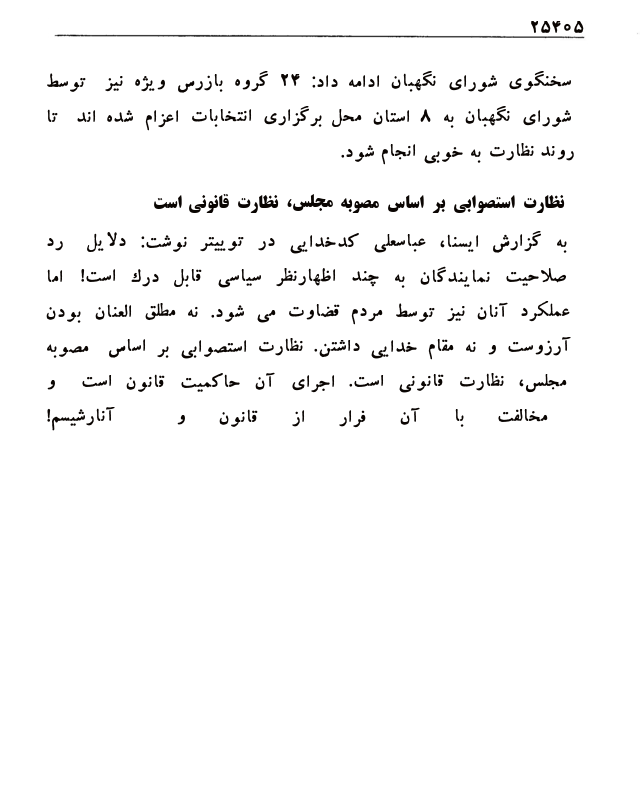 ۲۵۴۰۵
سخنگوی شورای نگهبان ادامه داد: ۲۴ گروه بازرس ویژه نیز توسط
شورای نگهبان به ۸ استان محل برگزاری انتخابات اعزام شده اند تا
روند نظارت به خوبی انجام شود.
نظارت استصوابی بر اساس مصوبه مجلس، نظارت قانونی است
به گزارش ایسنا، عباسعلی کدخدایی در توییتر نوشت: دلایل رد
صلاحیت نمایندگان به چند اظهارنظر سیاسی قابل درك است! اما
عملکرد آنان نیز توسط مردم قضاوت می شود. نه مطلق العنان بودن
آرزوست و نه مقام خدایی داشتن. نظارت استصوابی بر اساس مصوبه
مجلس، نظارت قانونی است. اجرای آن حاکمیت قانون است و
مخالفت با آن فرار از قانون و آنارشیسم!